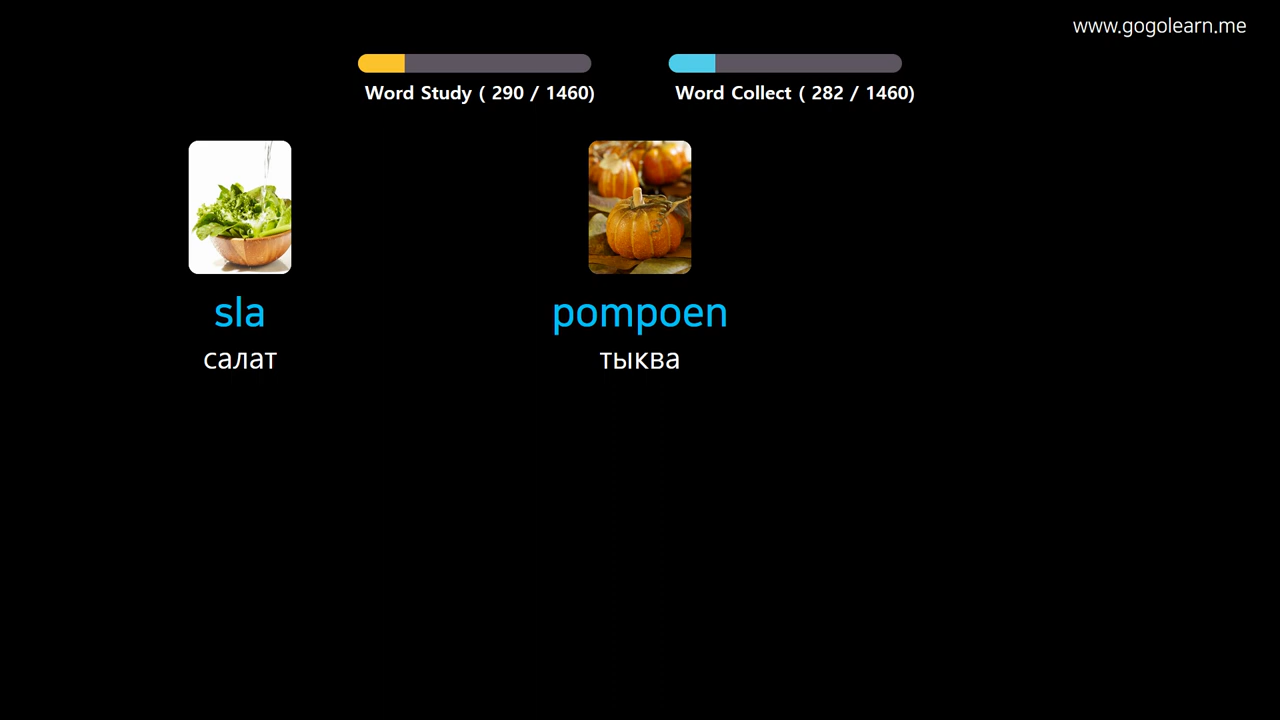 www.gogolearn.me
Word Study ( 290 / 1460)
Word Collect ( 282 / 1460)
sla
pompoen
салат
тыква